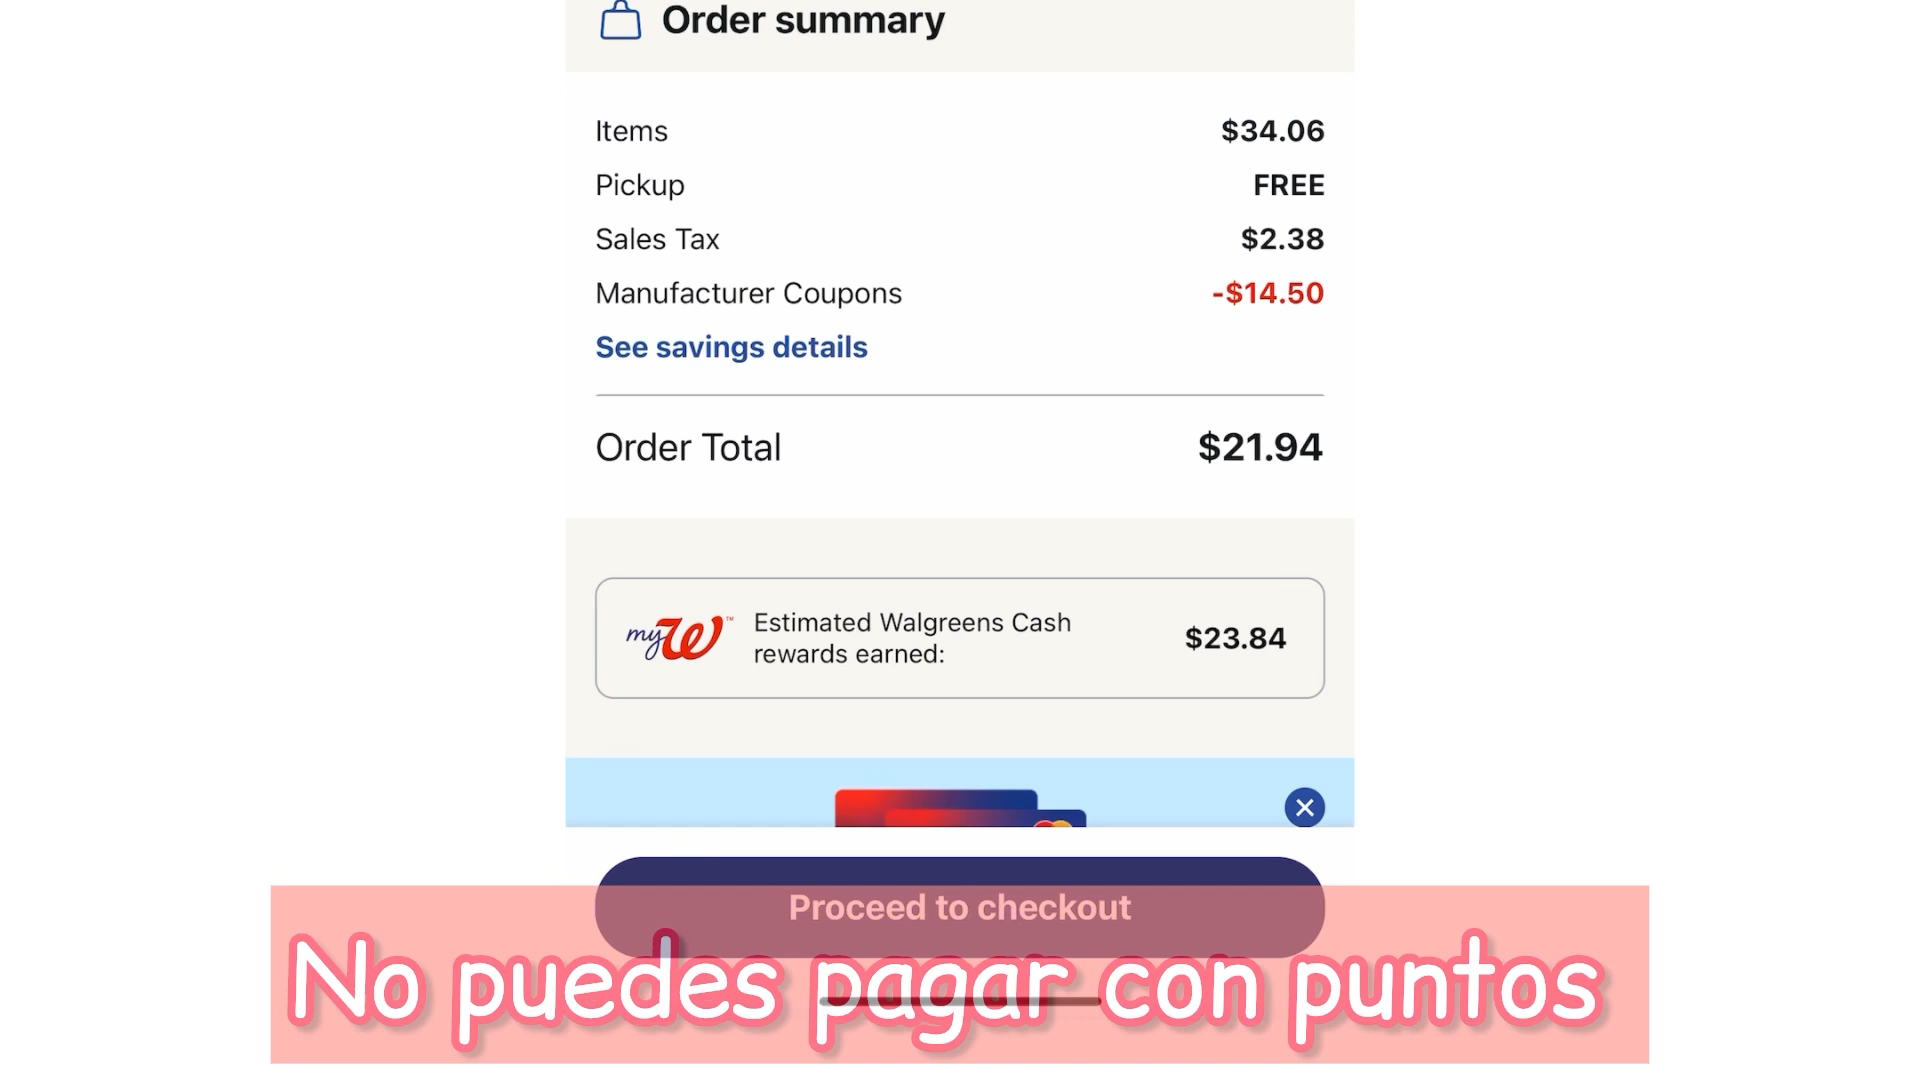 Order summary
Items $34.06
Pickup FREE
Sales Tax $2.38
Manufacturer Coupons -$14.50
See savings details
Order Total $21.94
myW™ Estimated Walgreens Cash
rewards earned: $23.84
Proceed to checkout
No puedes pagar con puntos